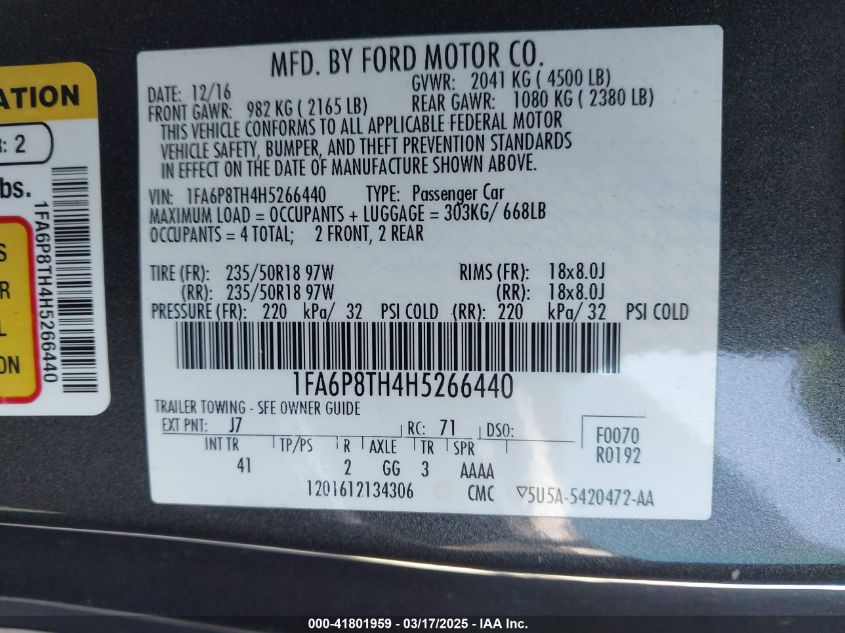 ATION
R: 2
bs.
1FA6P8TH4H5266440
S
R
L
ON
MFD. BY FORD MOTOR CO.
DATE: 12/16 GVWR: 2041 KG ( 4500 LB)
FRONT GAWR: 982 KG ( 2165 LB) REAR GAWR: 1080 KG ( 2380 LB)
THIS VEHICLE CONFORMS TO ALL APPLICABLE FEDERAL MOTOR
VEHICLE SAFETY, BUMPER, AND THEFT PREVENTION STANDARDS
IN EFFECT ON THE DATE OF MANUFACTURE SHOWN ABOVE.
VIN: 1FA6P8TH4H5266440 TYPE: Passenger Car
MAXIMUM LOAD = OCCUPANTS + LUGGAGE = 303KG/ 668LB
OCCUPANTS = 4 TOTAL; 2 FRONT, 2 REAR
TIRE (FR): 235/50R18 97W RIMS (FR): 18x8.0J
(RR): 235/50R18 97W (RR): 18x8.0J
PRESSURE (FR): 220 kPa/ 32 PSI COLD (RR): 220 kPa/ 32 PSI COLD
1FA6P8TH4H5266440
TRAILER TOWING - SEE OWNER GUIDE
EXT PNT: J7 RC: 71 DSO: F0070
INT TR TP/PS R AXLE TR SPR R0192
41 2 GG 3 AAAA
1201612134306 CMC ▽5U5A-5420472-AA
000-41801959 — 03/17/2025 — IAA Inc.